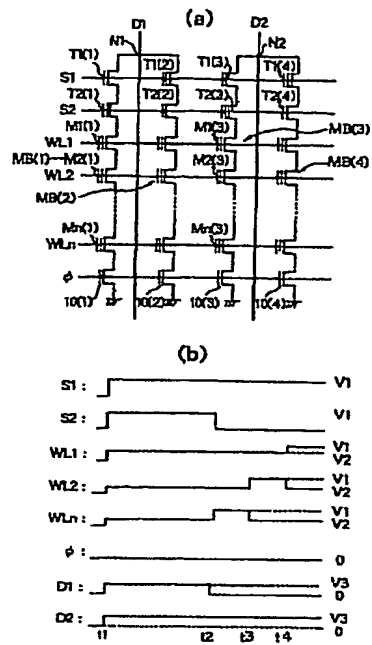 (a)
D1 D2
N1 N2
T1(1) T1(2) T1(3) T1(4)
S1
T2(1) T2(2) T2(3) T2(4)
S2
M1(1) M1(3) MB(3)
WL1
MB(1) M2(1) M2(3) MB(4)
WL2
MB(2)
Mn(1) Mn(3)
WLn
φ
10(1) 10(2) 10(3) 10(4)
(b)
S1: V1
S2: V1
WL1: V1
V2
WL2: V1
V2
WLn: V1
V2
φ: 0
D1: V3
0
D2: V3
0
t1 t2 t3 t4